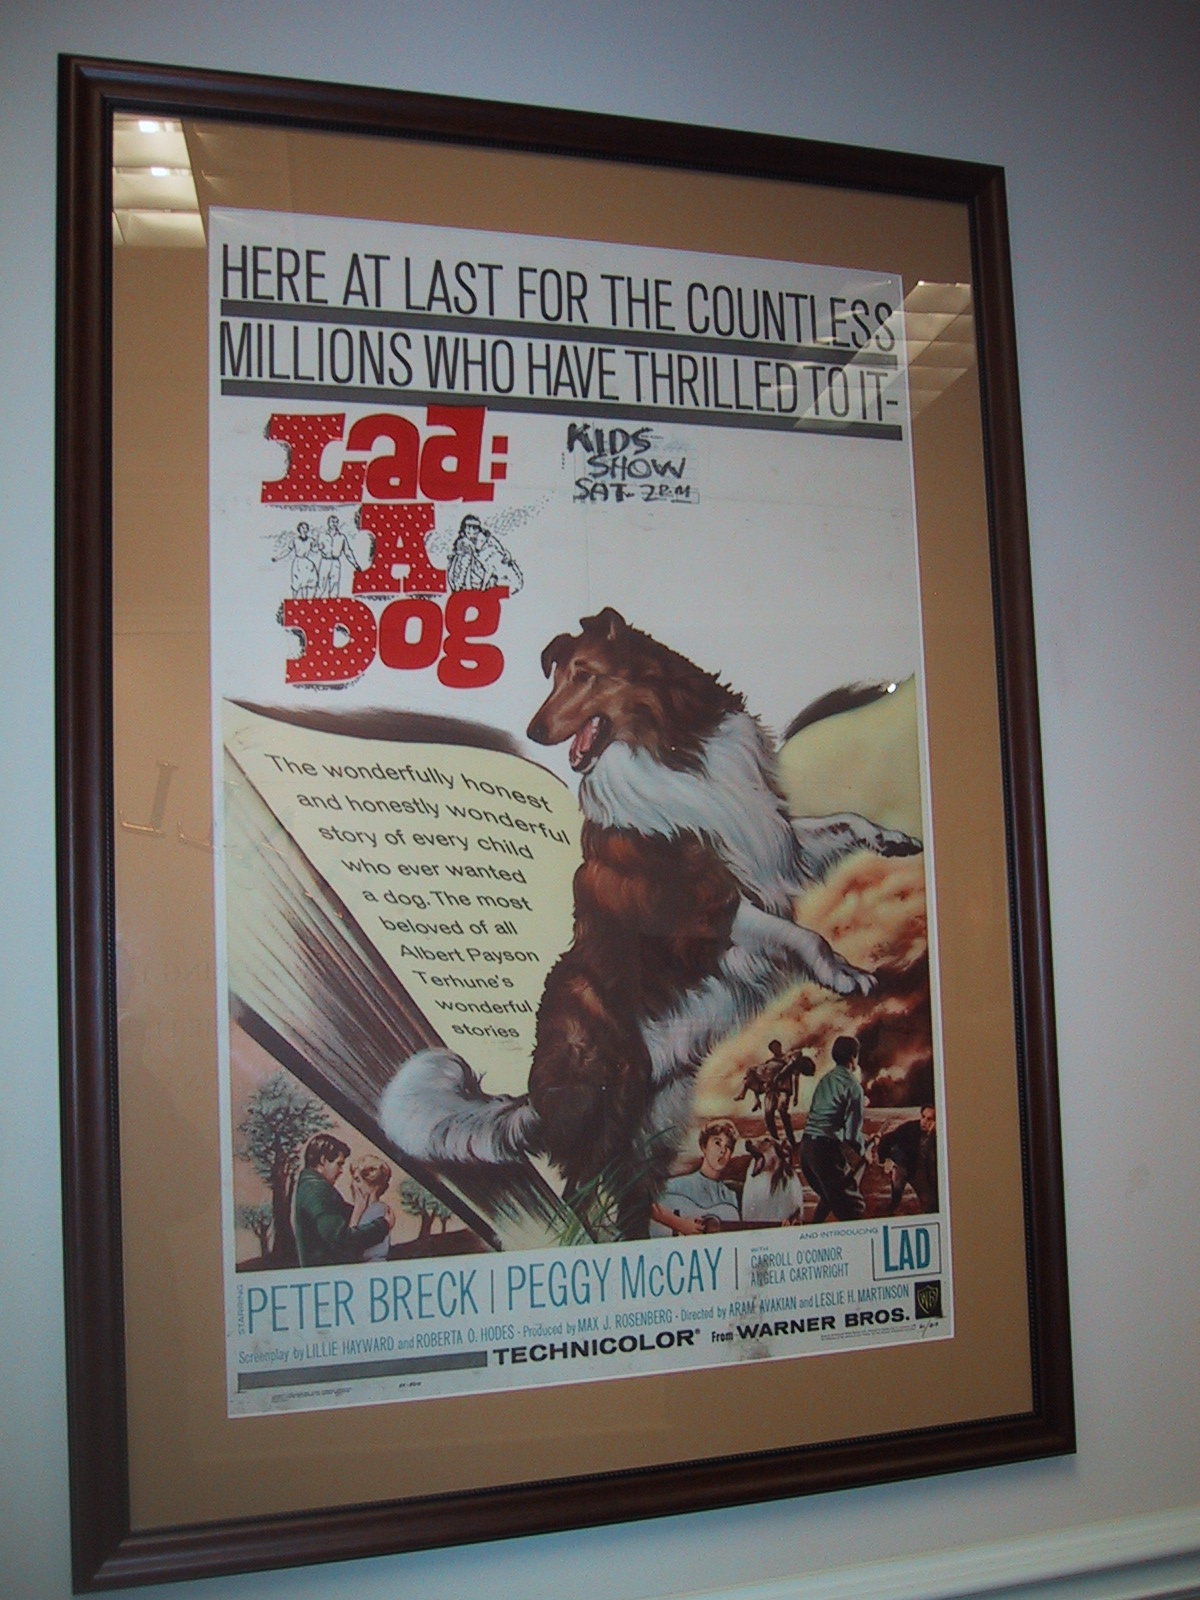 HERE AT LAST FOR THE COUNTLESS
MILLIONS WHO HAVE THRILLED TO IT-
Lad:
A
Dog
KIDS
SHOW
SAT- 2PM
The wonderfully honest
and honestly wonderful
story of every child
who ever wanted
a dog. The most
beloved of all
Albert Payson
Terhune's
wonderful
stories
STARRING
PETER BRECK | PEGGY McCAY
WITH
CARROLL O'CONNOR
ANGELA CARTWRIGHT
AND INTRODUCING
LAD
Screenplay by LILLIE HAYWARD and ROBERTA O. HODES · Produced by MAX J. ROSENBERG · Directed by ARAM AVAKIAN and LESLIE H. MARTINSON
TECHNICOLOR® From WARNER BROS.
WB